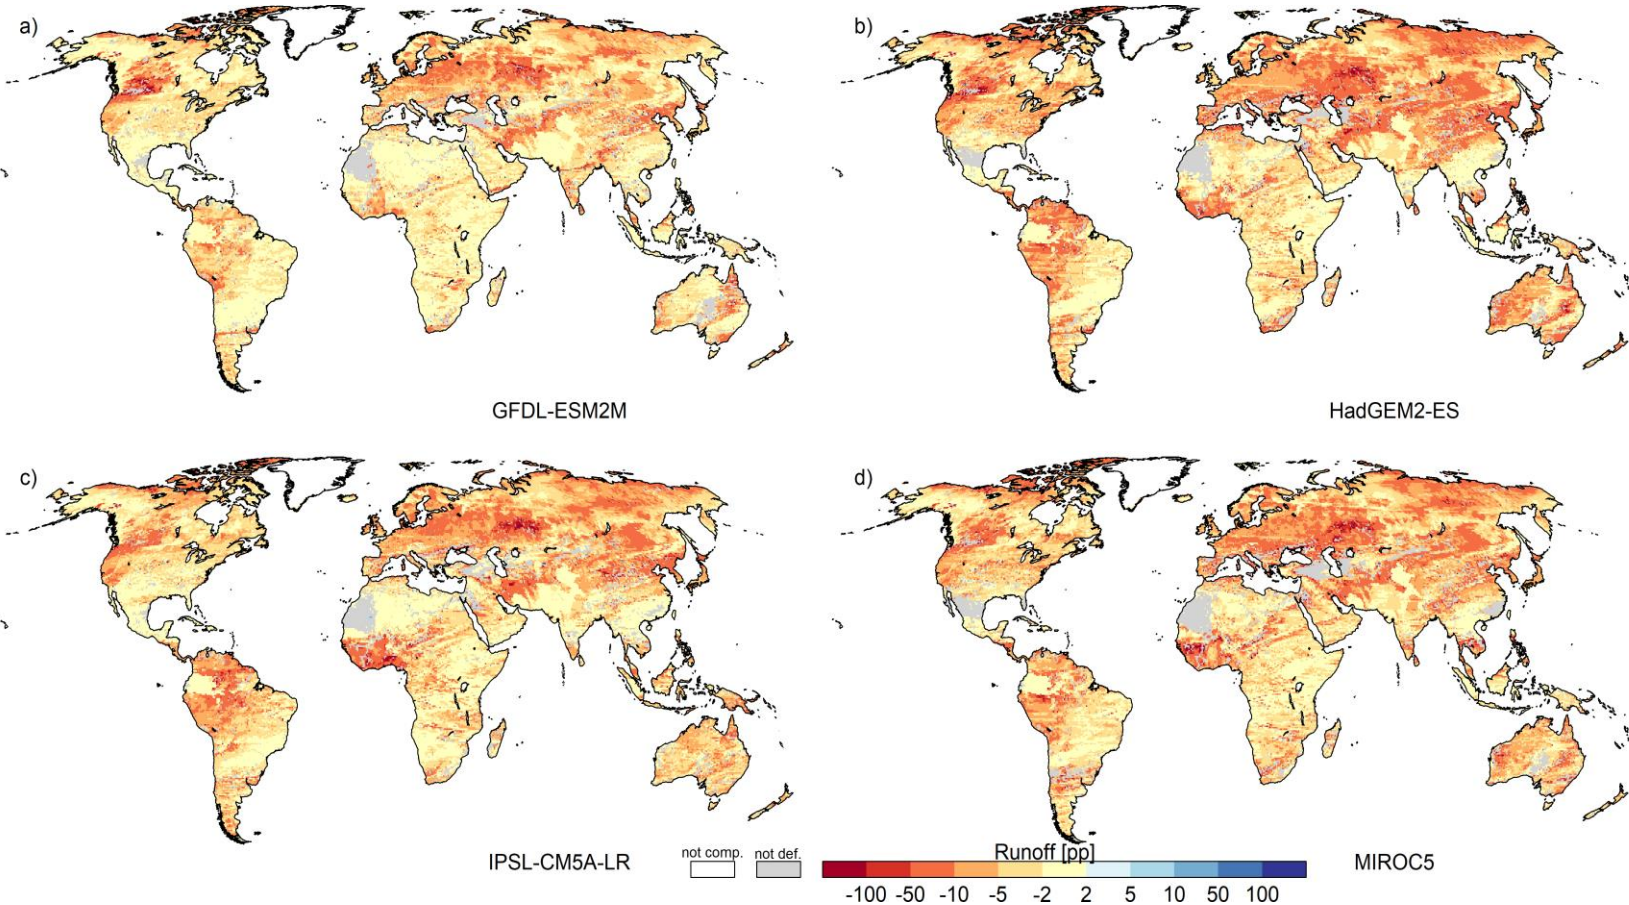 a)
b)
GFDL-ESM2M
HadGEM2-ES
c)
d)
IPSL-CM5A-LR
not comp.
not def.
Runoff [pp]
-100 -50 -10 -5 -2 2 5 10 50 100
MIROC5